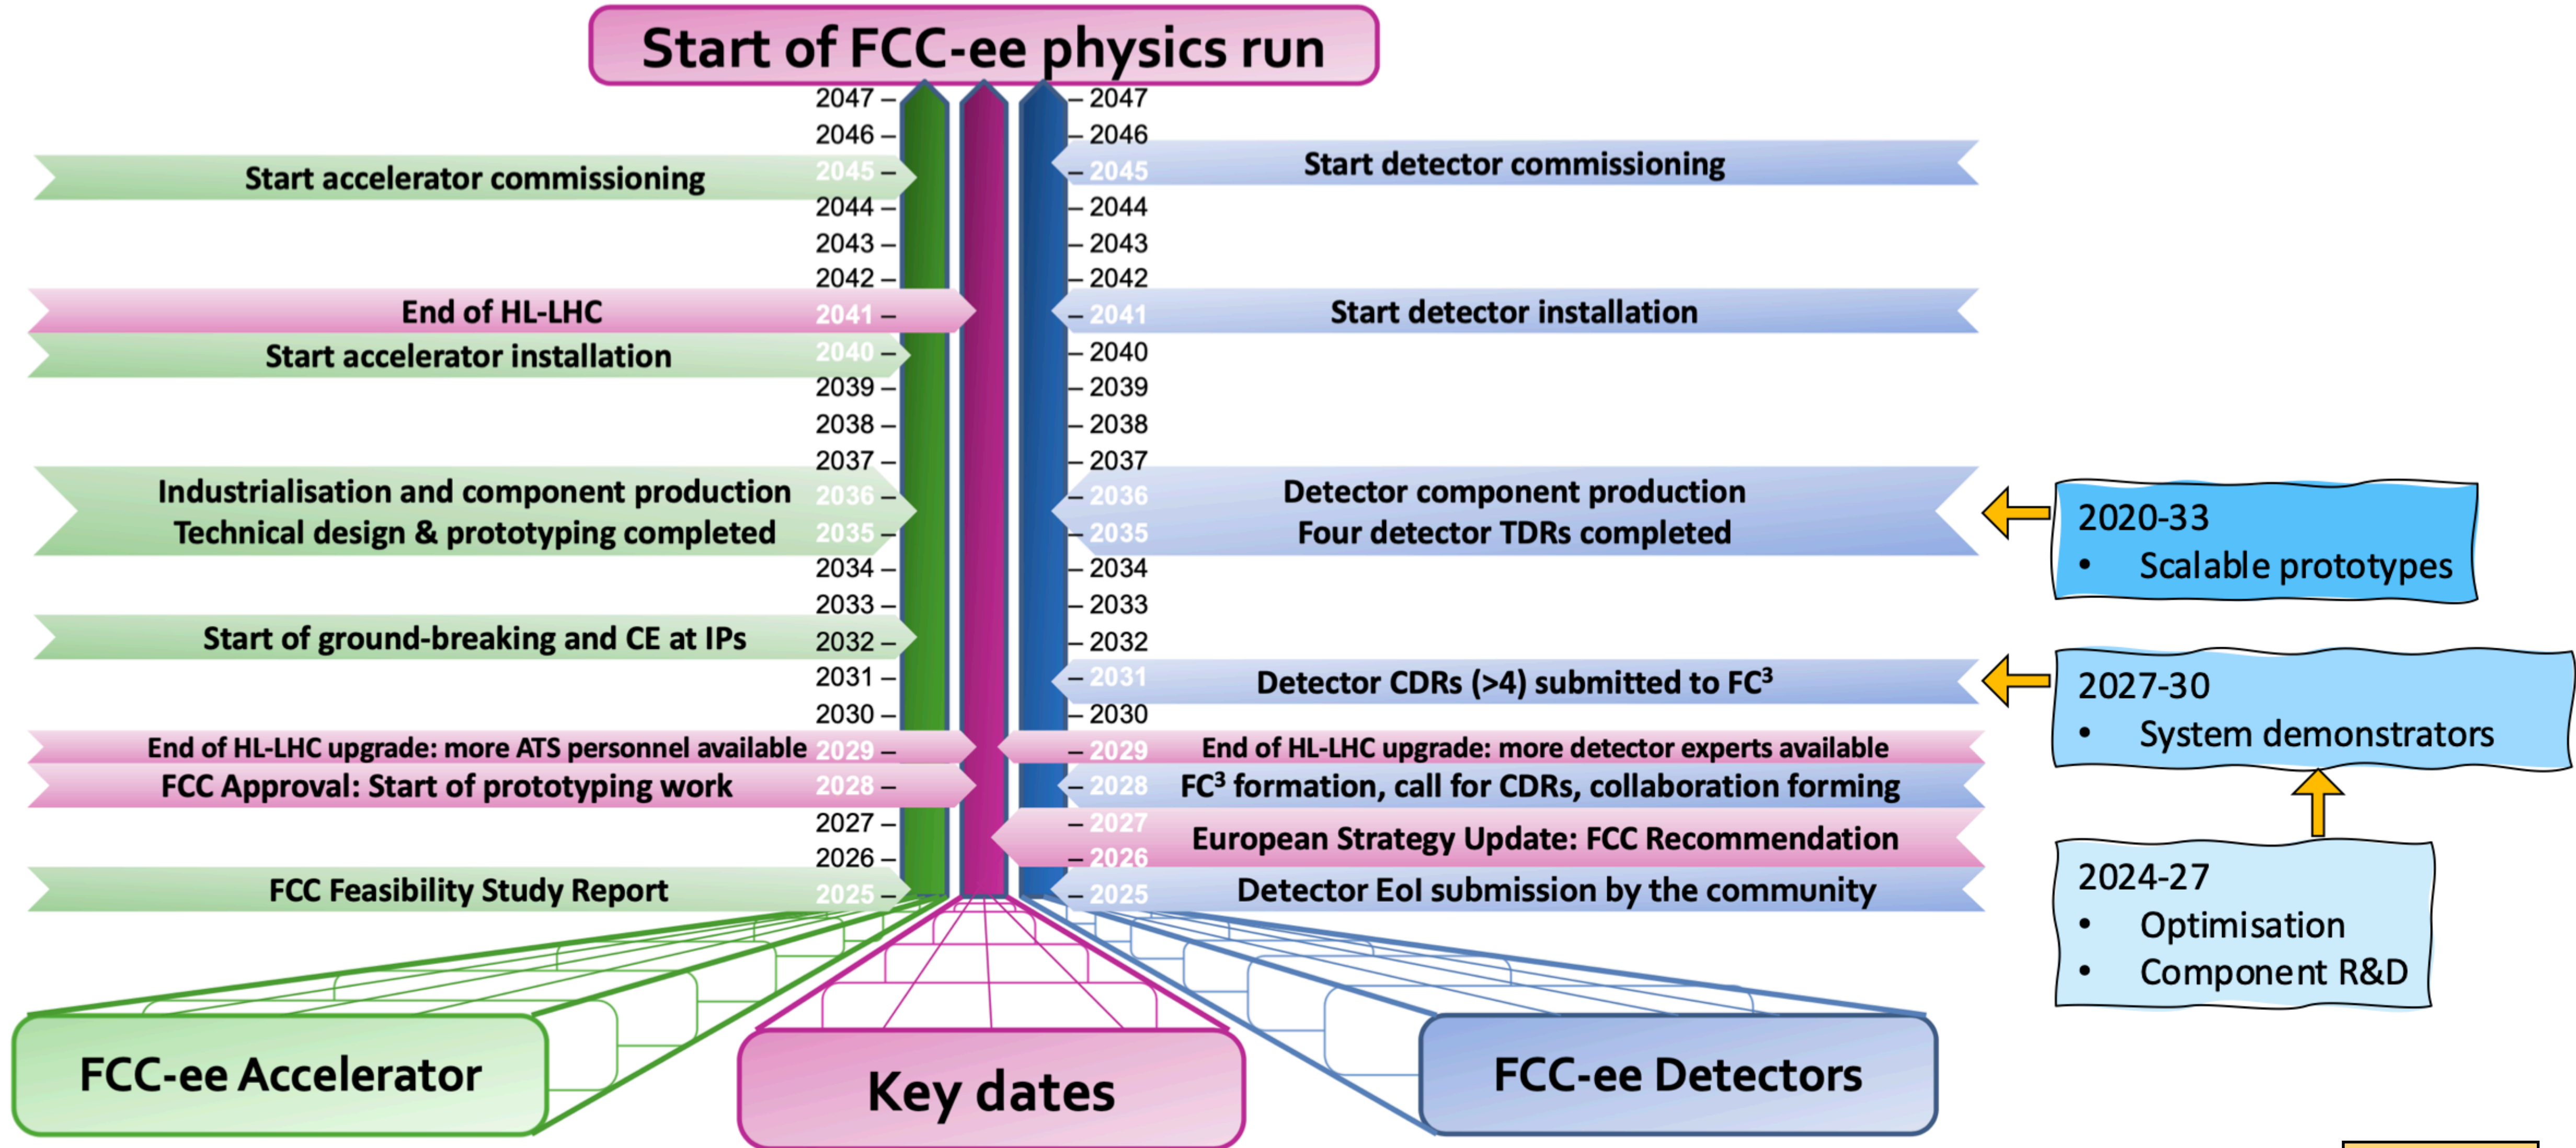 Start of FCC-ee physics run
2047 – – 2047
2046 – – 2046
Start accelerator commissioning 2045 – – 2045 Start detector commissioning
2044 – – 2044
2043 – – 2043
2042 – – 2042
End of HL-LHC 2041 – – 2041 Start detector installation
Start accelerator installation 2040 – – 2040
2039 – – 2039
2038 – – 2038
2037 – – 2037
Industrialisation and component production 2036 – – 2036 Detector component production
Technical design & prototyping completed 2035 – – 2035 Four detector TDRs completed
2034 – – 2034
2033 – – 2033
Start of ground-breaking and CE at IPs 2032 – – 2032
2031 – – 2031 Detector CDRs (>4) submitted to FC³
2030 – – 2030
End of HL-LHC upgrade: more ATS personnel available 2029 – – 2029 End of HL-LHC upgrade: more detector experts available
FCC Approval: Start of prototyping work 2028 – – 2028 FC³ formation, call for CDRs, collaboration forming
2027 – – 2027
European Strategy Update: FCC Recommendation
2026 – – 2026
FCC Feasibility Study Report 2025 – – 2025 Detector EoI submission by the community
2020-33
• Scalable prototypes
2027-30
• System demonstrators
2024-27
• Optimisation
• Component R&D
FCC-ee Accelerator
Key dates
FCC-ee Detectors